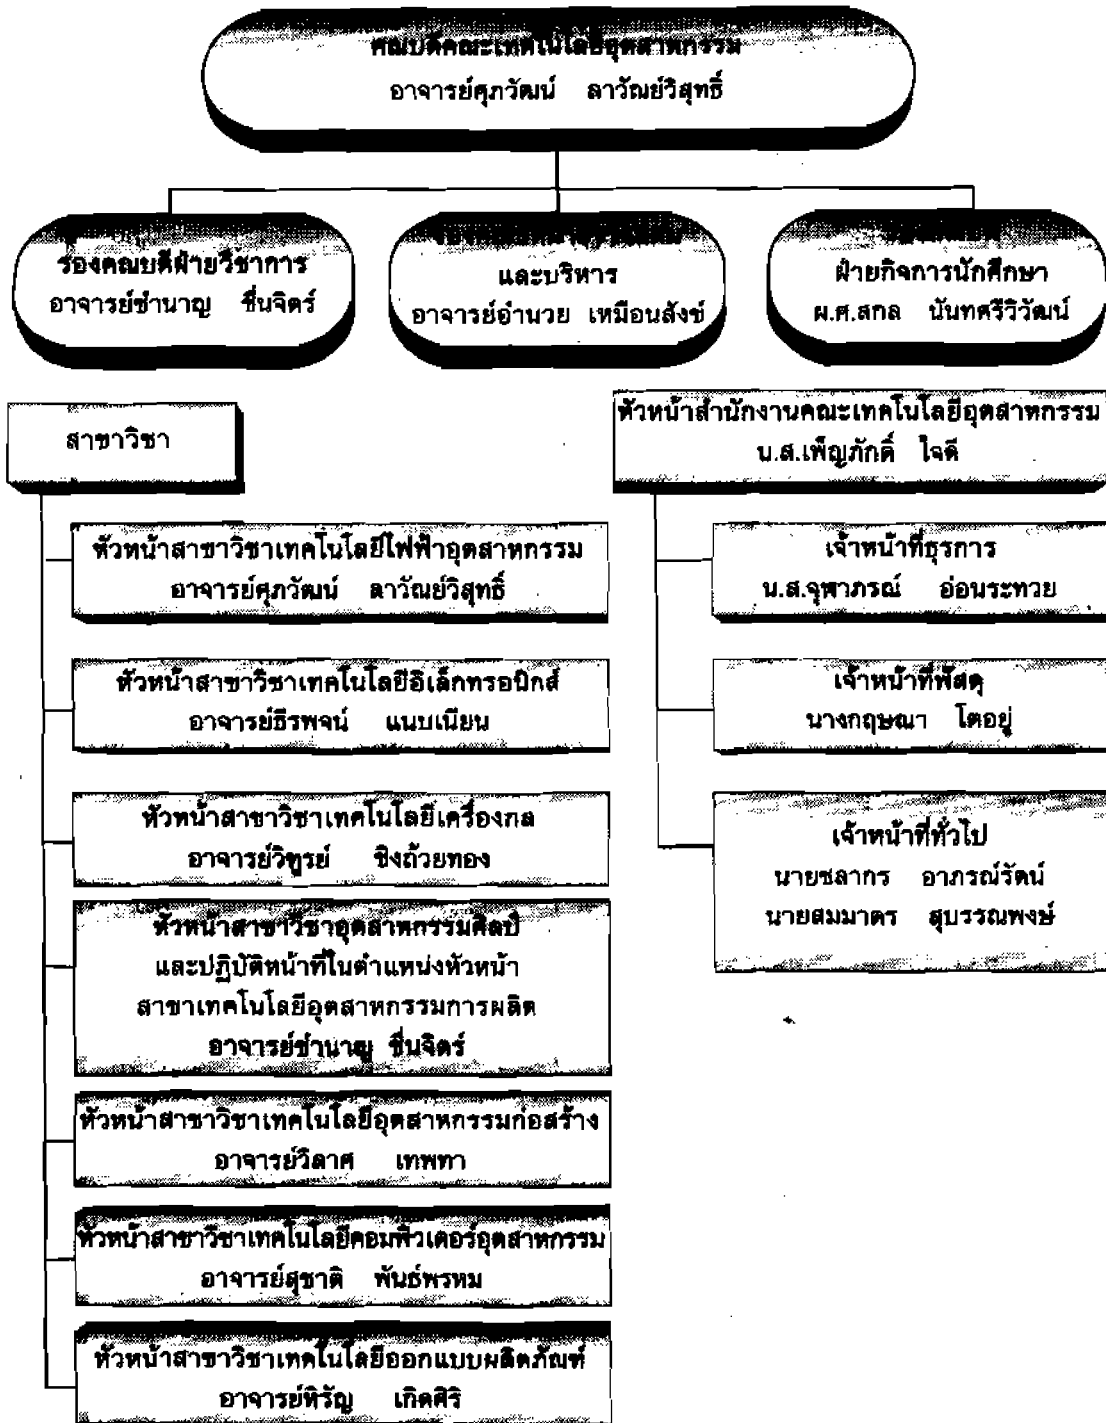 คณบดีคณะเทคโนโลยีอุตสาหกรรม
อาจารย์ศุภวัฒน์ ลาวัณย์วิสุทธิ์
รองคณบดีฝ่ายวิชาการ
อาจารย์ชำนาญ ชื่นจิตร์
และบริหาร
อาจารย์อำนวย เหมือนสังข์
ฝ่ายกิจการนักศึกษา
ผ.ศ.สกล นันทศรีวิวัฒน์
สาขาวิชา
หัวหน้าสาขาวิชาเทคโนโลยีไฟฟ้าอุตสาหกรรม
อาจารย์ศุภวัฒน์ ลาวัณย์วิสุทธิ์
หัวหน้าสาขาวิชาเทคโนโลยีอิเล็กทรอนิกส์
อาจารย์ธีรพจน์ แนบเนียน
หัวหน้าสาขาวิชาเทคโนโลยีเครื่องกล
อาจารย์วิฑูรย์ ชิงถ้วยทอง
หัวหน้าสาขาวิชาอุตสาหกรรมศิลป์
และปฏิบัติหน้าที่ในตำแหน่งหัวหน้า
สาขาเทคโนโลยีอุตสาหกรรมการผลิต
อาจารย์ชำนาญ ชื่นจิตร์
หัวหน้าสาขาวิชาเทคโนโลยีอุตสาหกรรมก่อสร้าง
อาจารย์วิลาศ เทพทา
หัวหน้าสาขาวิชาเทคโนโลยีคอมพิวเตอร์อุตสาหกรรม
อาจารย์สุชาติ พันธ์พรหม
หัวหน้าสาขาวิชาเทคโนโลยีออกแบบผลิตภัณฑ์
อาจารย์หิรัญ เกิดศิริ
หัวหน้าสำนักงานคณะเทคโนโลยีอุตสาหกรรม
น.ส.เพ็ญภักดิ์ ใจดี
เจ้าหน้าที่ธุรการ
น.ส.จุฬาภรณ์ อ่อนระทวย
เจ้าหน้าที่พัสดุ
นางกฤษณา โตอยู่
เจ้าหน้าที่ทั่วไป
นายชลากร อาภรณ์รัตน์
นายสมมาตร สุบรรณพงษ์